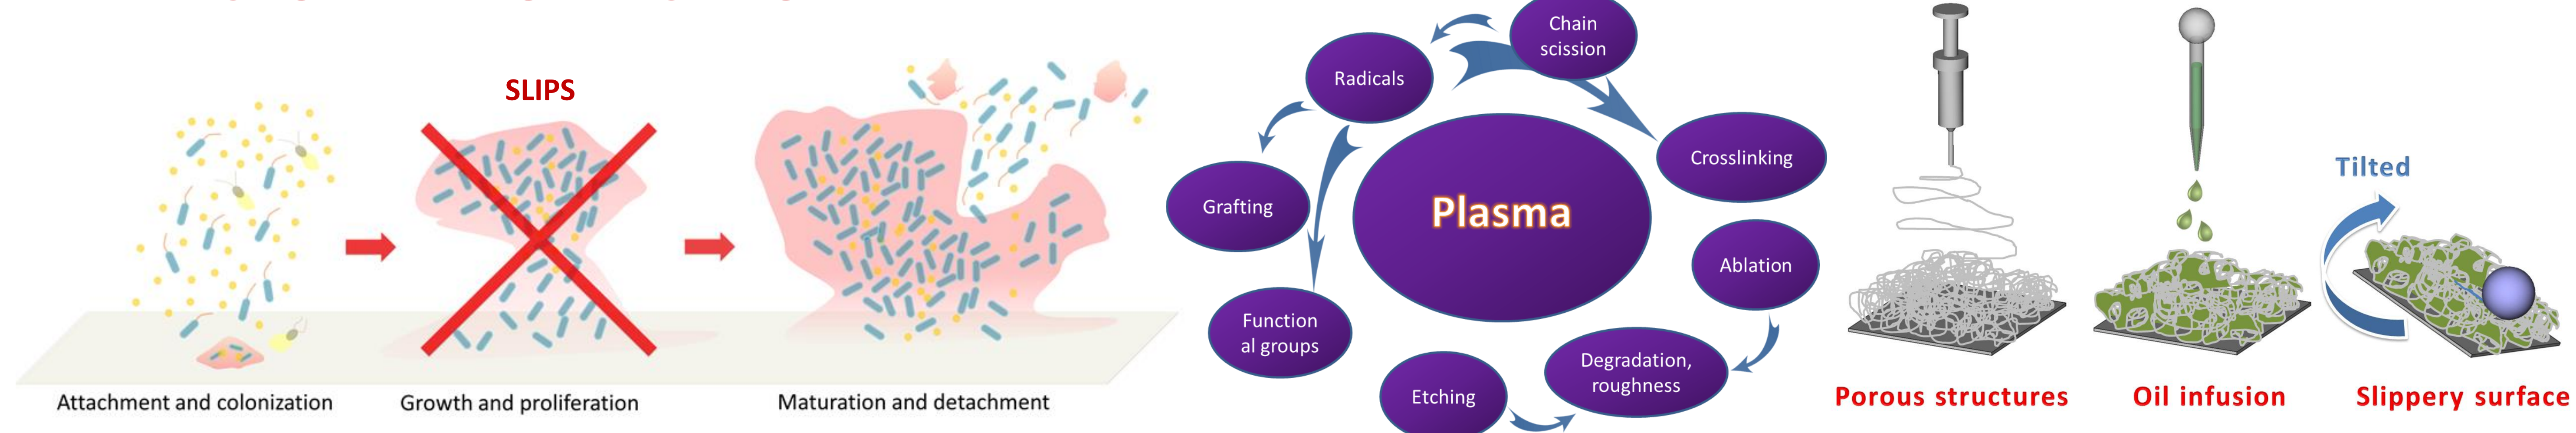 SLIPS
Attachment and colonization
Growth and proliferation
Maturation and detachment
Chain
scission
Radicals
Crosslinking
Grafting
Plasma
Ablation
Function
al groups
Degradation,
roughness
Etching
Tilted
Porous structures
Oil infusion
Slippery surface